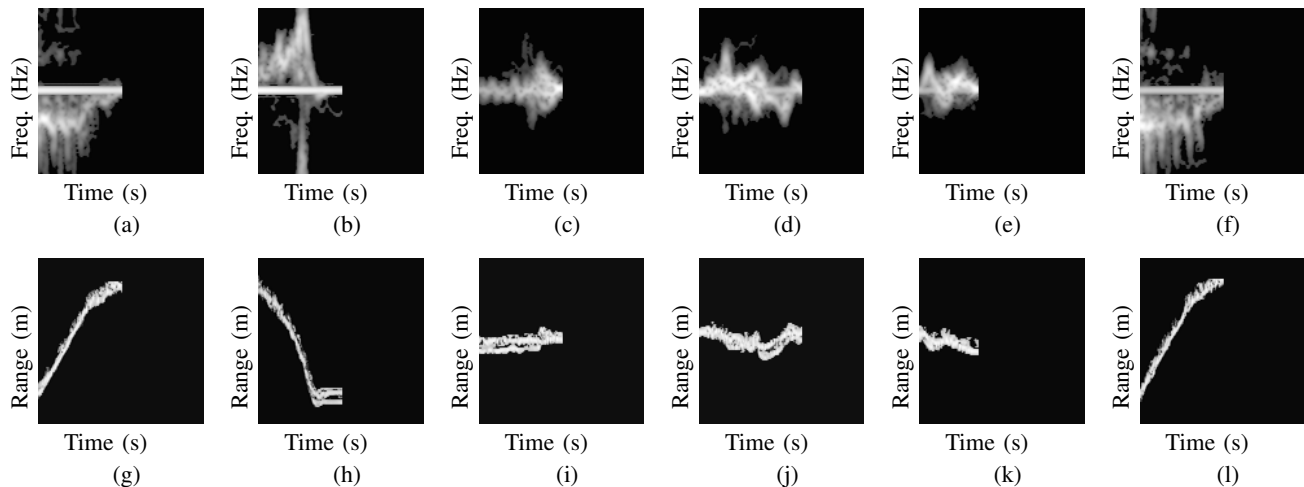 Freq. (Hz) Freq. (Hz) Freq. (Hz) Freq. (Hz) Freq. (Hz) Freq. (Hz)
Time (s) Time (s) Time (s) Time (s) Time (s) Time (s)
(a) (b) (c) (d) (e) (f)
Range (m) Range (m) Range (m) Range (m) Range (m) Range (m)
Time (s) Time (s) Time (s) Time (s) Time (s) Time (s)
(g) (h) (i) (j) (k) (l)